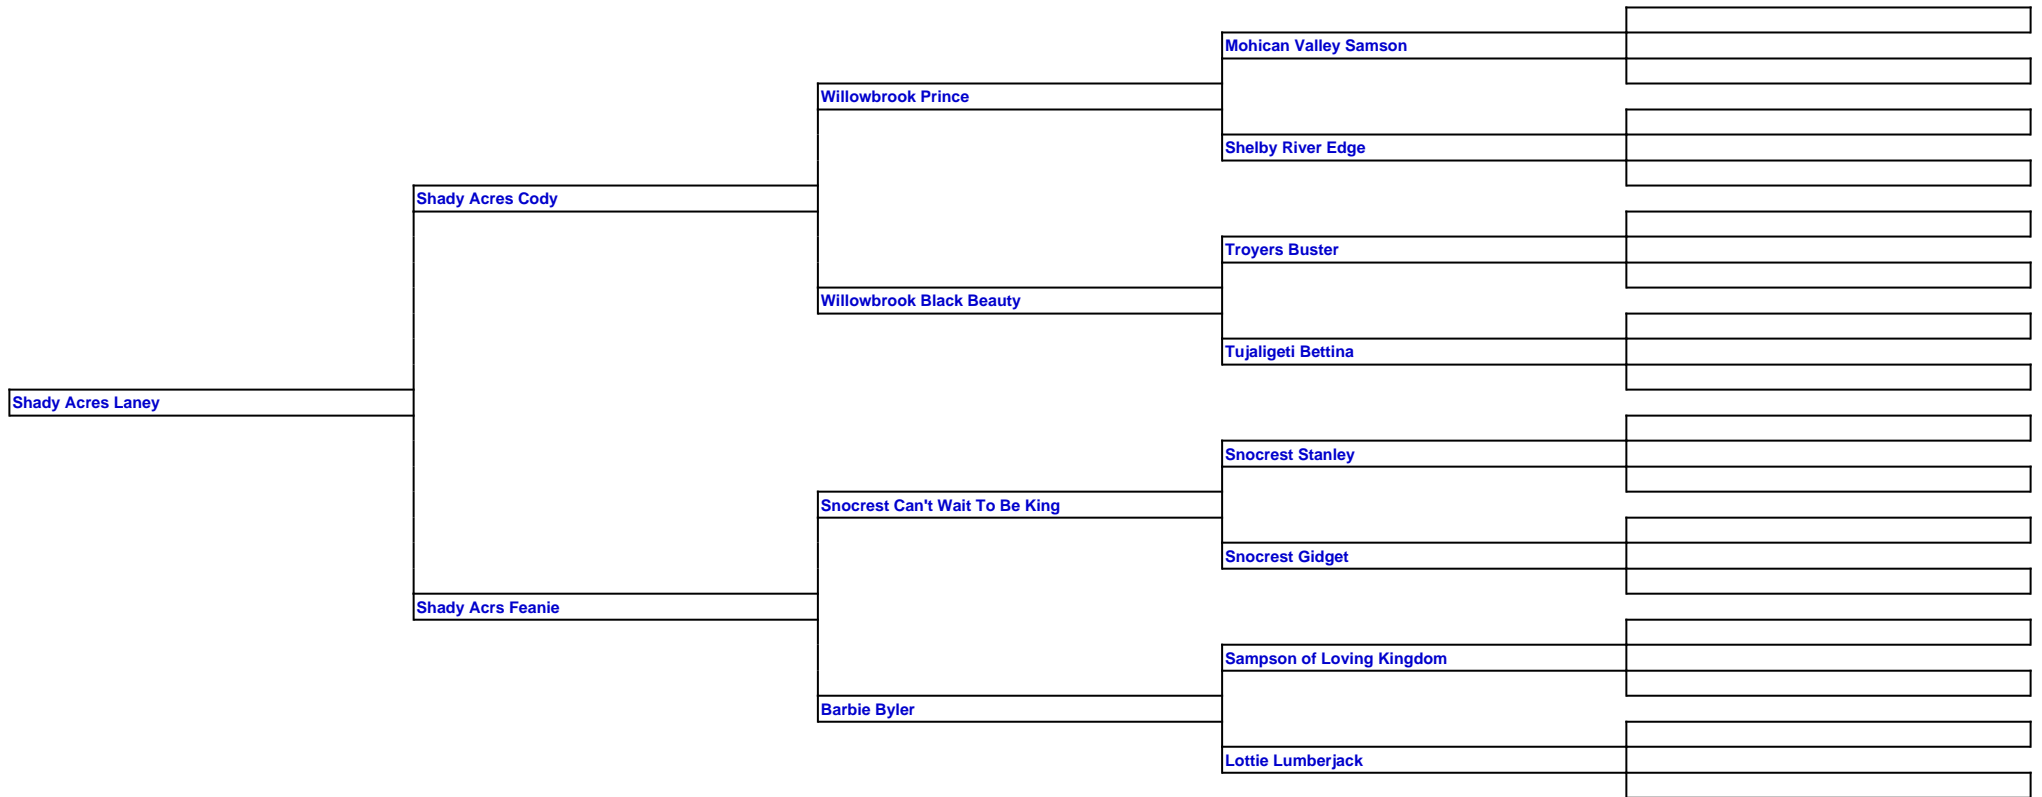 Mohican Valley Samson
Willowbrook Prince
Shelby River Edge
Shady Acres Cody
Troyers Buster
Willowbrook Black Beauty
Tujaligeti Bettina
Shady Acres Laney
Snocrest Stanley
Snocrest Can't Wait To Be King
Snocrest Gidget
Shady Acrs Feanie
Sampson of Loving Kingdom
Barbie Byler
Lottie Lumberjack